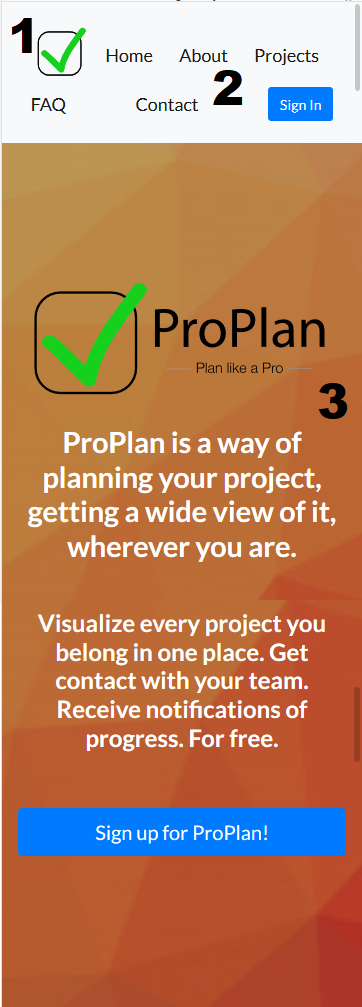 1
Home About Projects
FAQ Contact 2 Sign In
ProPlan
Plan like a Pro
3
ProPlan is a way of
planning your project,
getting a wide view of it,
wherever you are.
Visualize every project you
belong in one place. Get
contact with your team.
Receive notifications of
progress. For free.
Sign up for ProPlan!